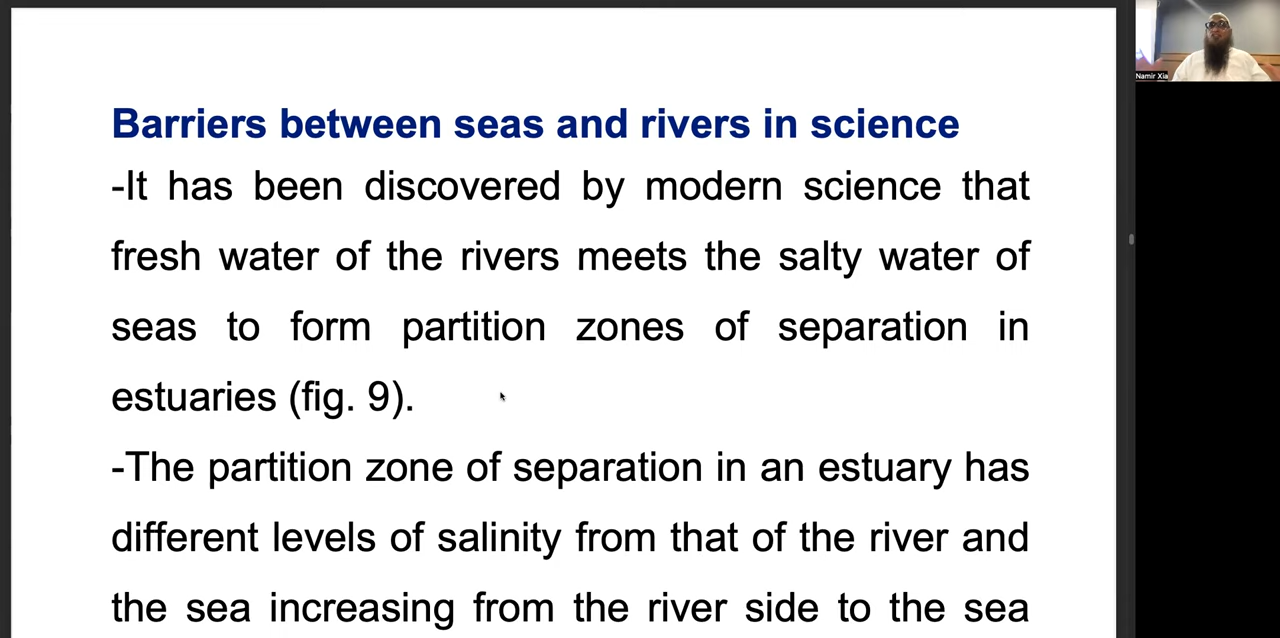 Barriers between seas and rivers in science
-It has been discovered by modern science that
fresh water of the rivers meets the salty water of
seas to form partition zones of separation in
estuaries (fig. 9).
-The partition zone of separation in an estuary has
different levels of salinity from that of the river and
the sea increasing from the river side to the sea
Namir Xia